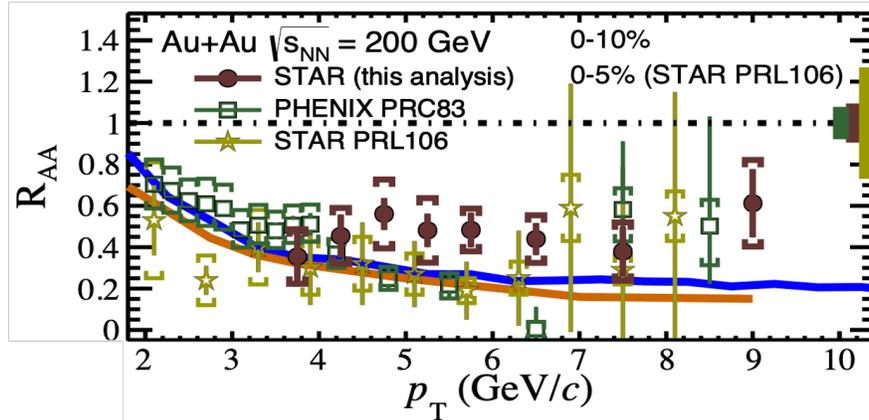 1.4
1.2
1
0.8
0.6
0.4
0.2
0
R_AA
Au+Au √s_NN = 200 GeV
0-10%
STAR (this analysis)
0-5% (STAR PRL106)
PHENIX PRC83
STAR PRL106
2 3 4 5 6 7 8 9 10
p_T (GeV/c)